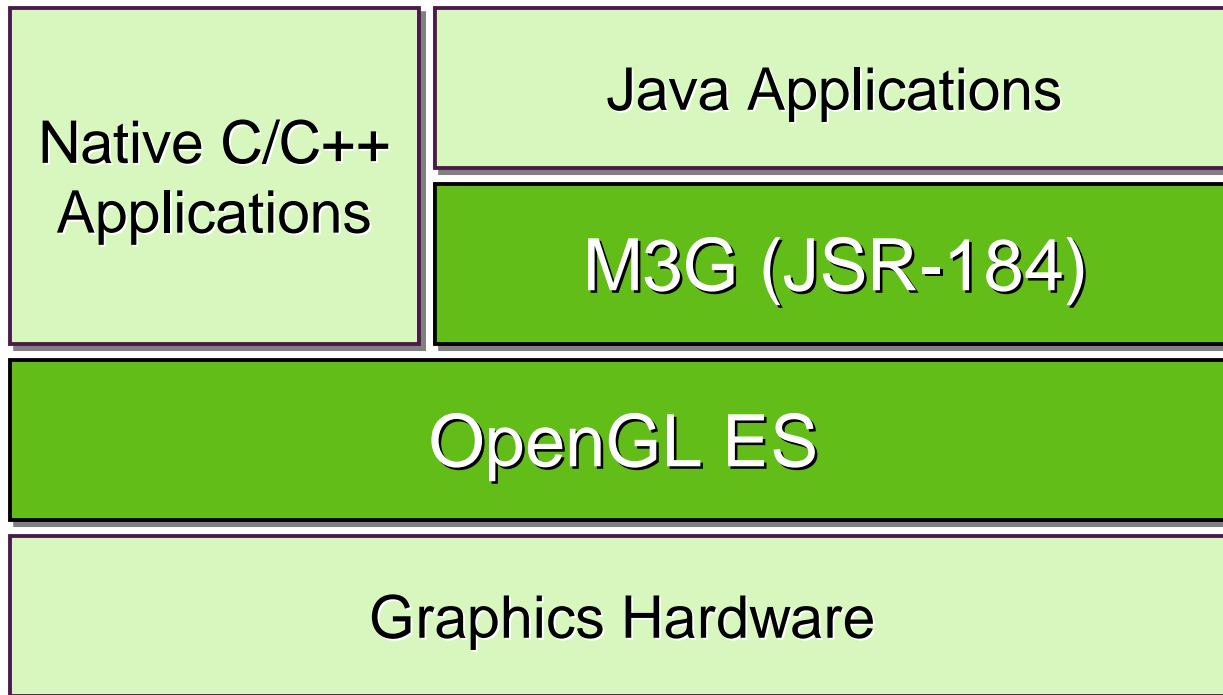 Native C/C++
Applications
Java Applications
M3G (JSR-184)
OpenGL ES
Graphics Hardware